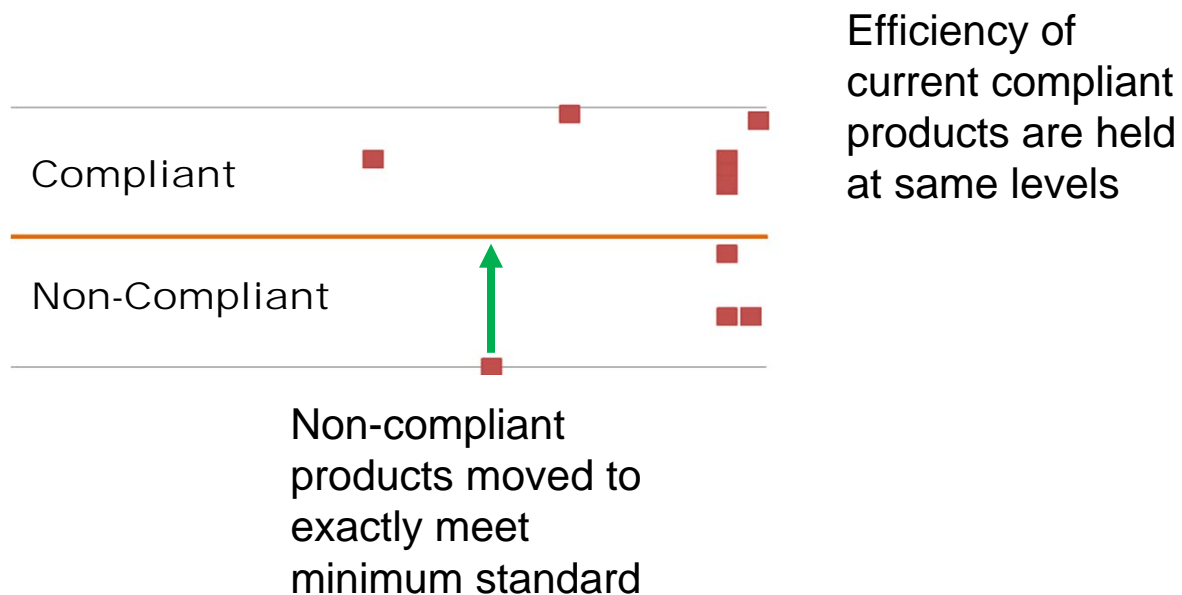 Efficiency of
current compliant
products are held
at same levels
Compliant
Non-Compliant
Non-compliant
products moved to
exactly meet
minimum standard